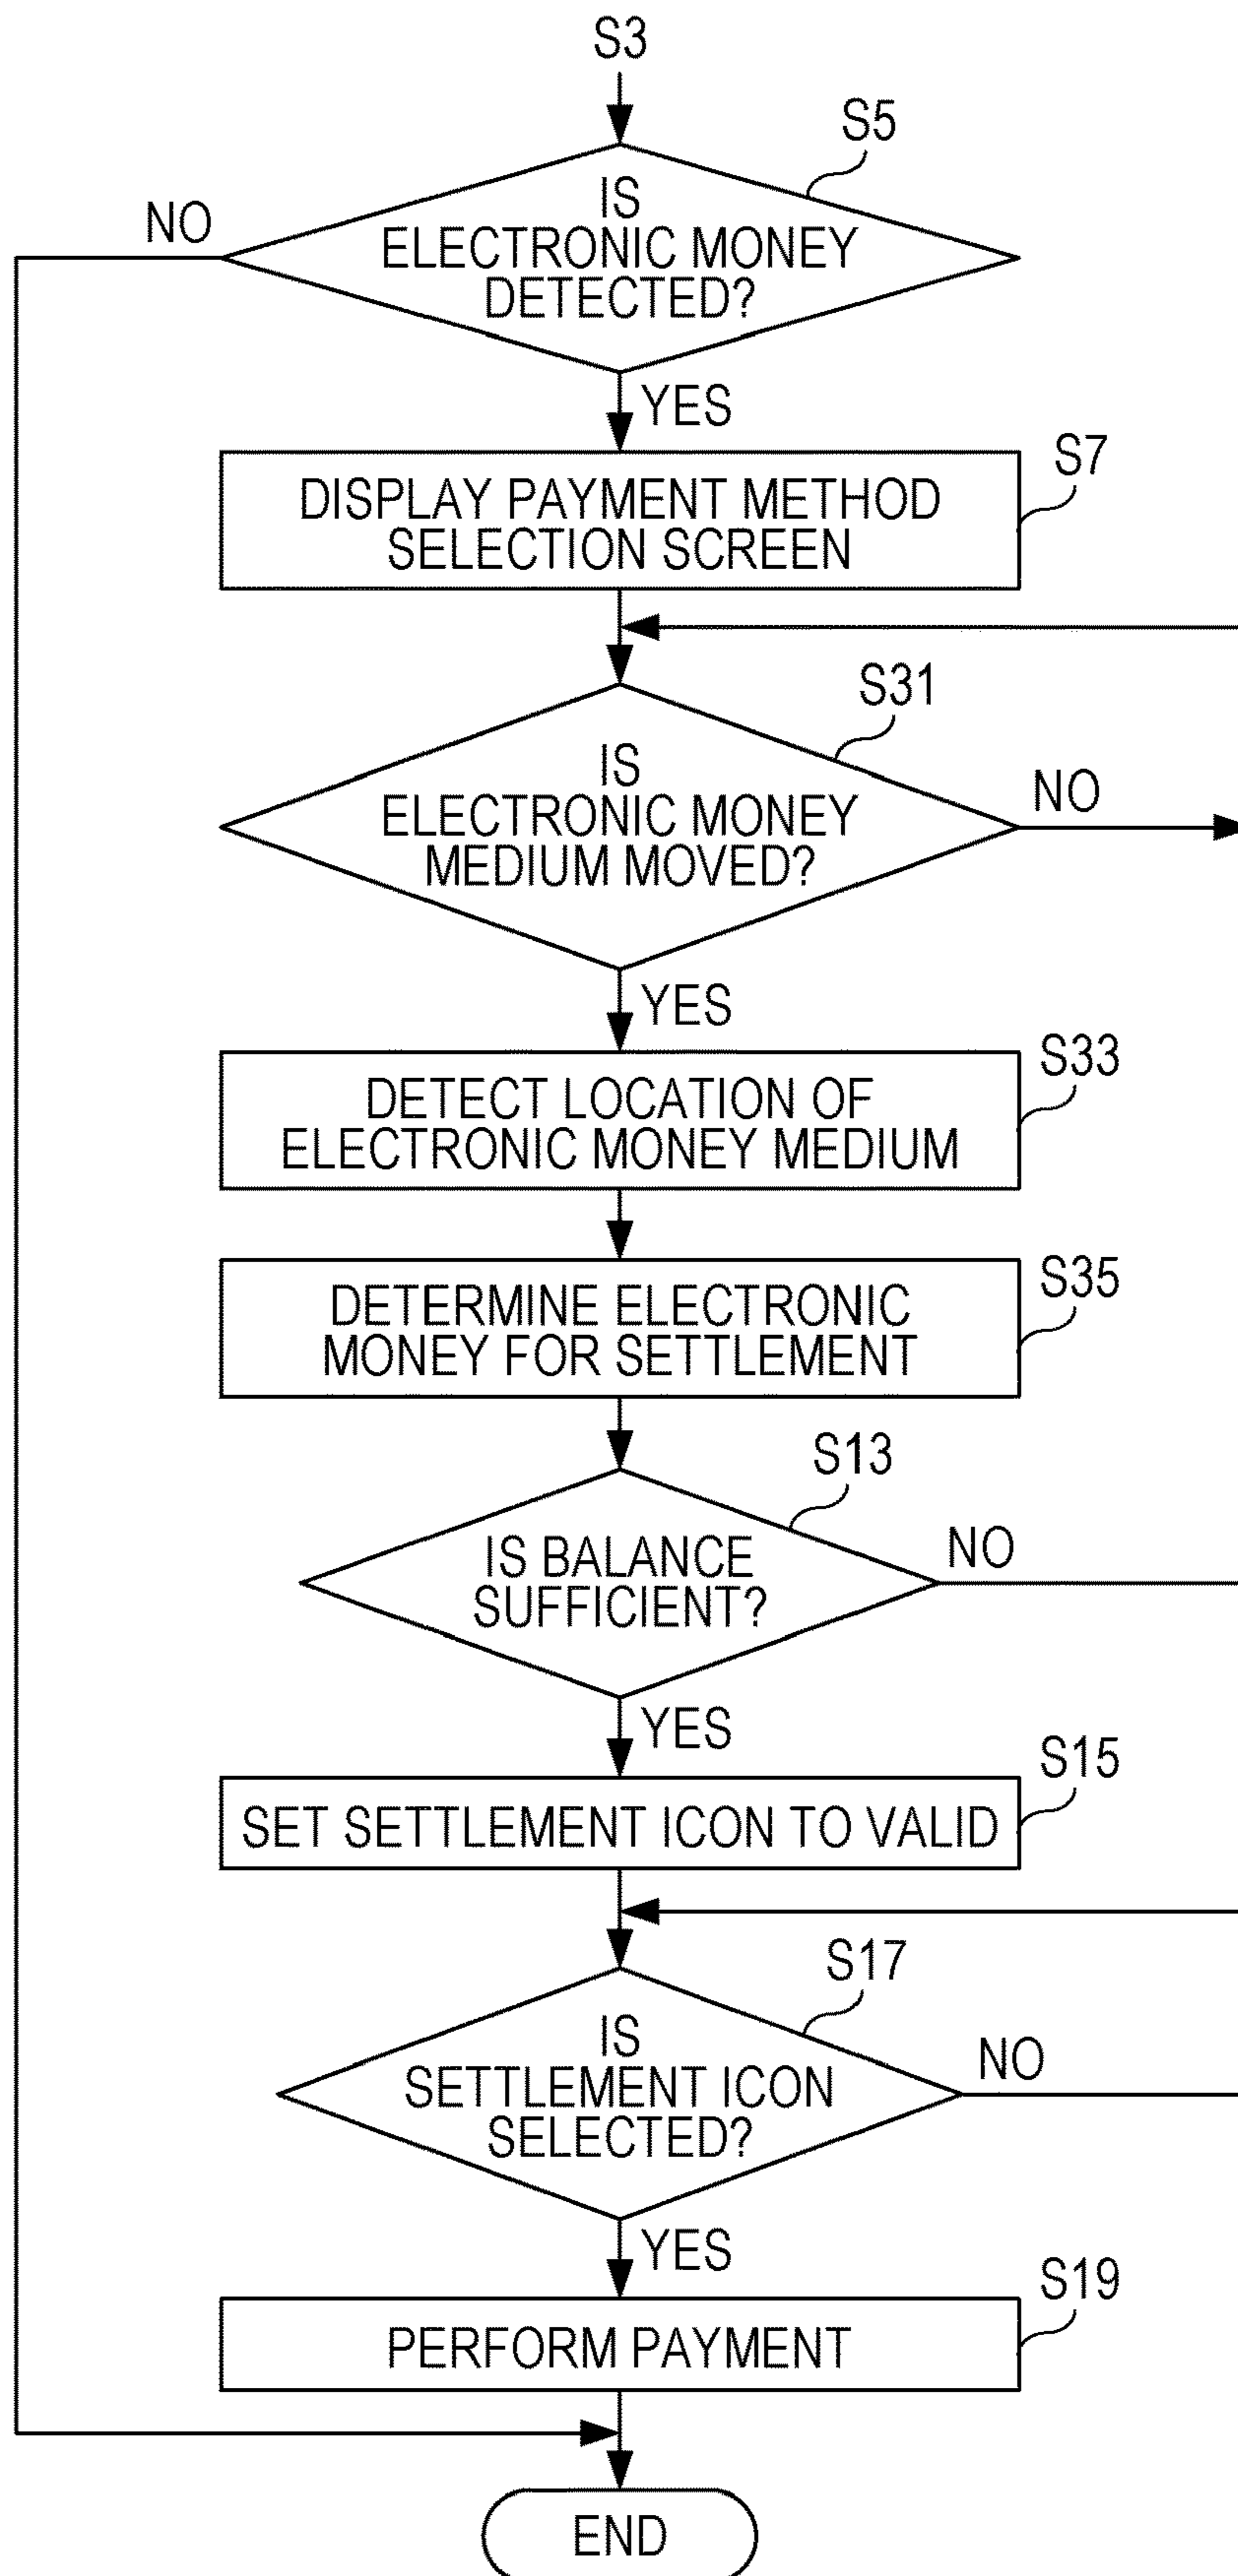 S3
S5
IS
ELECTRONIC MONEY
DETECTED?
NO
YES
S7
DISPLAY PAYMENT METHOD
SELECTION SCREEN
S31
IS
ELECTRONIC MONEY
MEDIUM MOVED?
NO
YES
S33
DETECT LOCATION OF
ELECTRONIC MONEY MEDIUM
S35
DETERMINE ELECTRONIC
MONEY FOR SETTLEMENT
S13
IS BALANCE
SUFFICIENT?
NO
YES
S15
SET SETTLEMENT ICON TO VALID
S17
IS
SETTLEMENT ICON
SELECTED?
NO
YES
S19
PERFORM PAYMENT
END